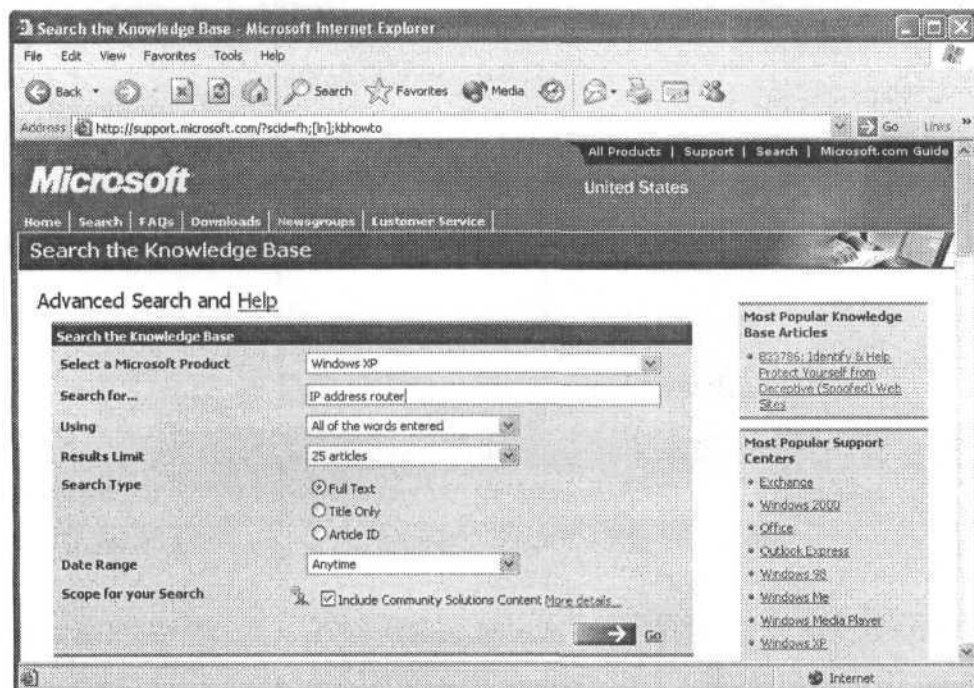 Search the Knowledge Base - Microsoft Internet Explorer
File Edit View Favorites Tools Help
Back Search Favorites Media
Address http://support.microsoft.com/?scid=fh;[ln];kbhowto Go Links »
All Products | Support | Search | Microsoft.com Guide
Microsoft
United States
Home | Search | FAQs | Downloads | Newsgroups | Customer Service |
Search the Knowledge Base
Advanced Search and Help
Search the Knowledge Base
Select a Microsoft Product Windows XP
Search for... IP address router
Using All of the words entered
Results Limit 25 articles
Search Type Full Text
Title Only
Article ID
Date Range Anytime
Scope for your Search Include Community Solutions Content More details...
Go
Most Popular Knowledge
Base Articles
833786: Identify & Help
Protect Yourself from
Deceptive (Spoofed) Web
Sites
Most Popular Support
Centers
Exchange
Windows 2000
Office
Outlook Express
Windows 98
Windows Me
Windows Media Player
Windows XP
Internet